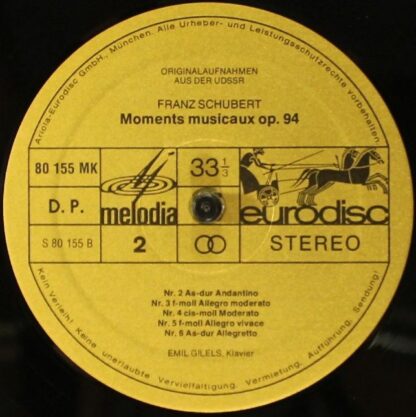 Ariola-Eurodisc GmbH., München. Alle Urheber- und Leistungsschutzrechte vorbehalten.
ORIGINALAUFNAHMEN
AUS DER UDSSR
FRANZ SCHUBERT
Moments musicaux op. 94
80 155 MK
33 1/3
D. P.
melodia
eurodisc
S 80 155 B
2
STEREO
Nr. 2 As-dur Andantino
Nr. 3 f-moll Allegro moderato
Nr. 4 cis-moll Moderato
Nr. 5 f-moll Allegro vivace
Nr. 6 As-dur Allegretto
EMIL GILELS, Klavier
Kein Verleih! Keine unerlaubte Vervielfältigung, Vermietung, Aufführung, Sendung!